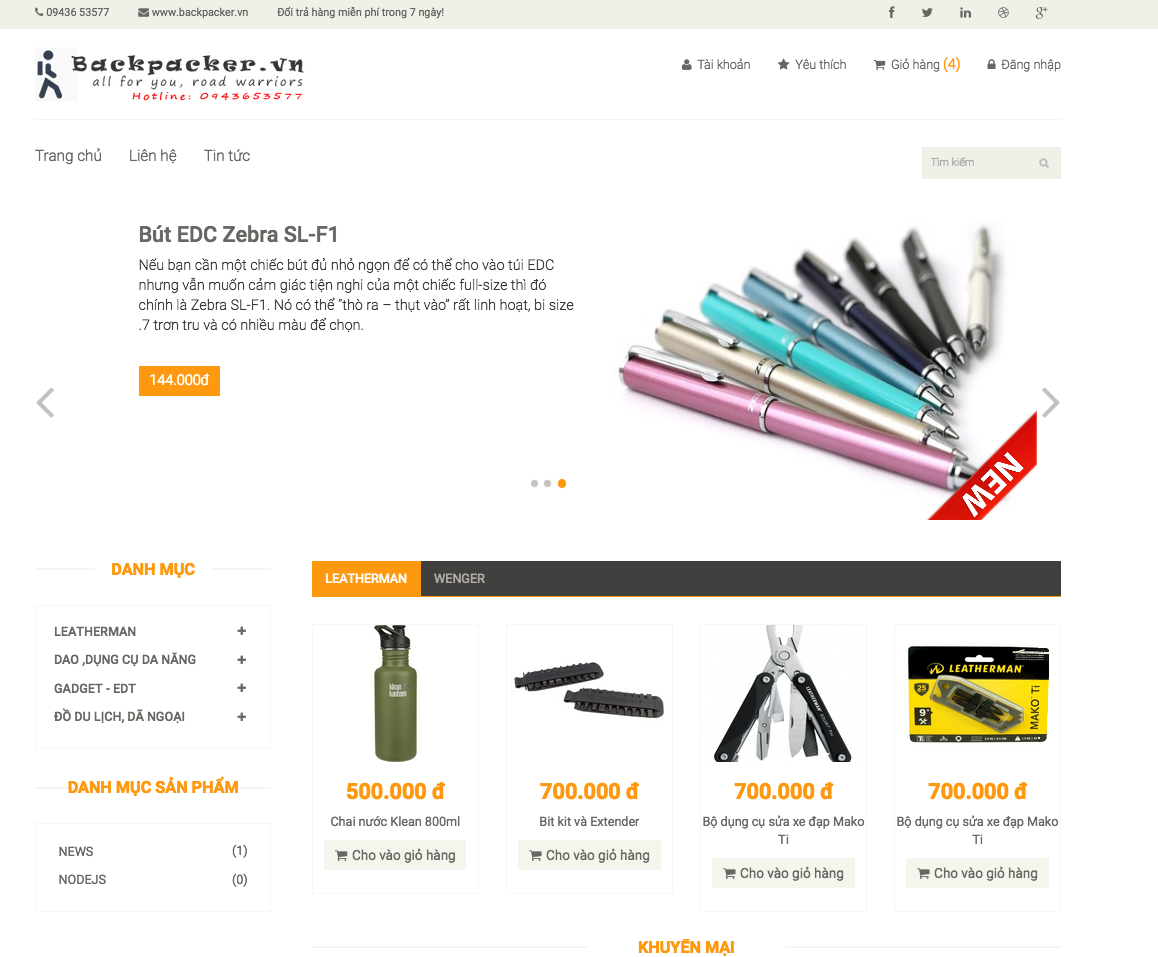 09436 53577 www.backpacker.vn Đổi trả hàng miễn phí trong 7 ngày!
Backpacker.vn
all for you, road warriors
Hotline: 0943653577
Tài khoản Yêu thích Giỏ hàng (4) Đăng nhập
Trang chủ Liên hệ Tin tức
Tìm kiếm
Bút EDC Zebra SL-F1
Nếu bạn cần một chiếc bút đủ nhỏ ngọn để có thể cho vào túi EDC
nhưng vẫn muốn cảm giác tiện nghi của một chiếc full-size thì đó
chính là Zebra SL-F1. Nó có thể "thò ra – thụt vào" rất linh hoạt, bi size
.7 trơn tru và có nhiều màu để chọn.
144.000đ
NEW
DANH MỤC
LEATHERMAN +
DAO ,DỤNG CỤ DA NĂNG +
GADGET - EDT +
ĐỒ DU LỊCH, DÃ NGOẠI +
DANH MỤC SẢN PHẨM
NEWS (1)
NODEJS (0)
LEATHERMAN WENGER
klean
kanteen
LEATHERMAN
25
9
MAKO Ti
500.000 đ
Chai nước Klean 800ml
Cho vào giỏ hàng
700.000 đ
Bit kit và Extender
Cho vào giỏ hàng
700.000 đ
Bộ dụng cụ sửa xe đạp Mako
Ti
Cho vào giỏ hàng
700.000 đ
Bộ dụng cụ sửa xe đạp Mako
Ti
Cho vào giỏ hàng
KHUYẾN MẠI